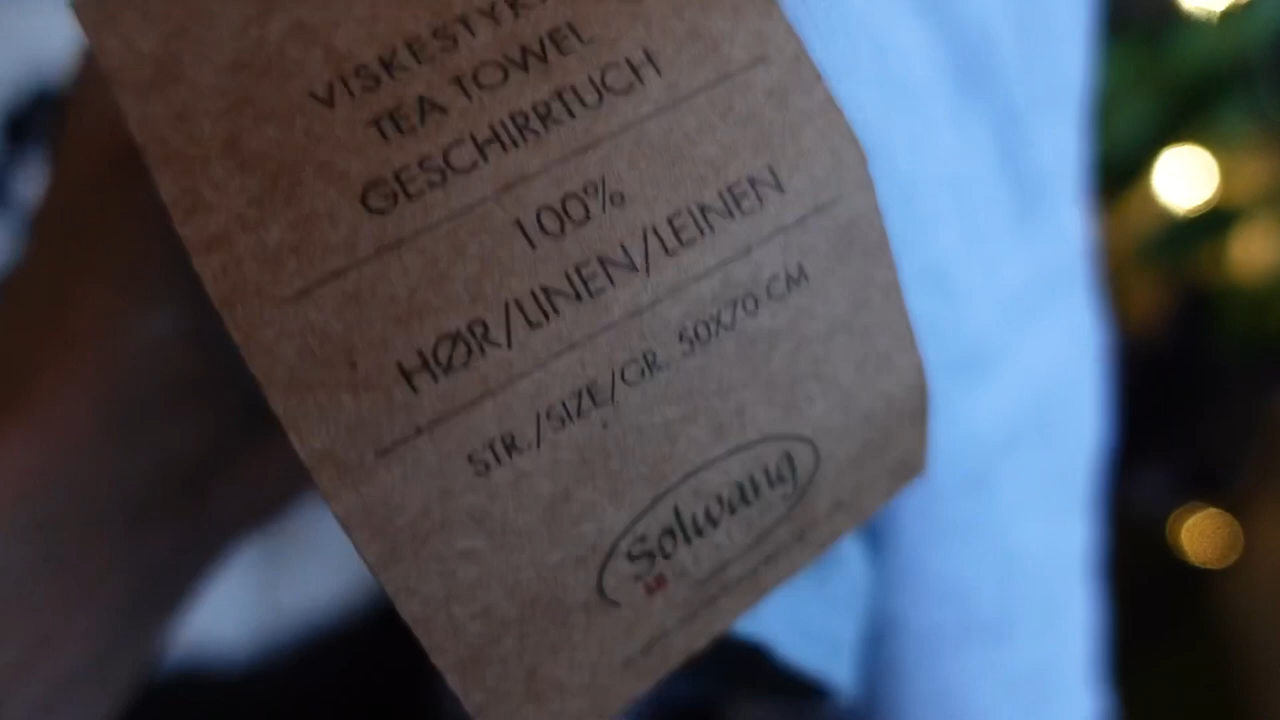 TEA TOWEL
GESCHIRRTUCH
100%
HØR/LINEN/LEINEN
STR./SIZE/GR. 50X70 CM
Solwang